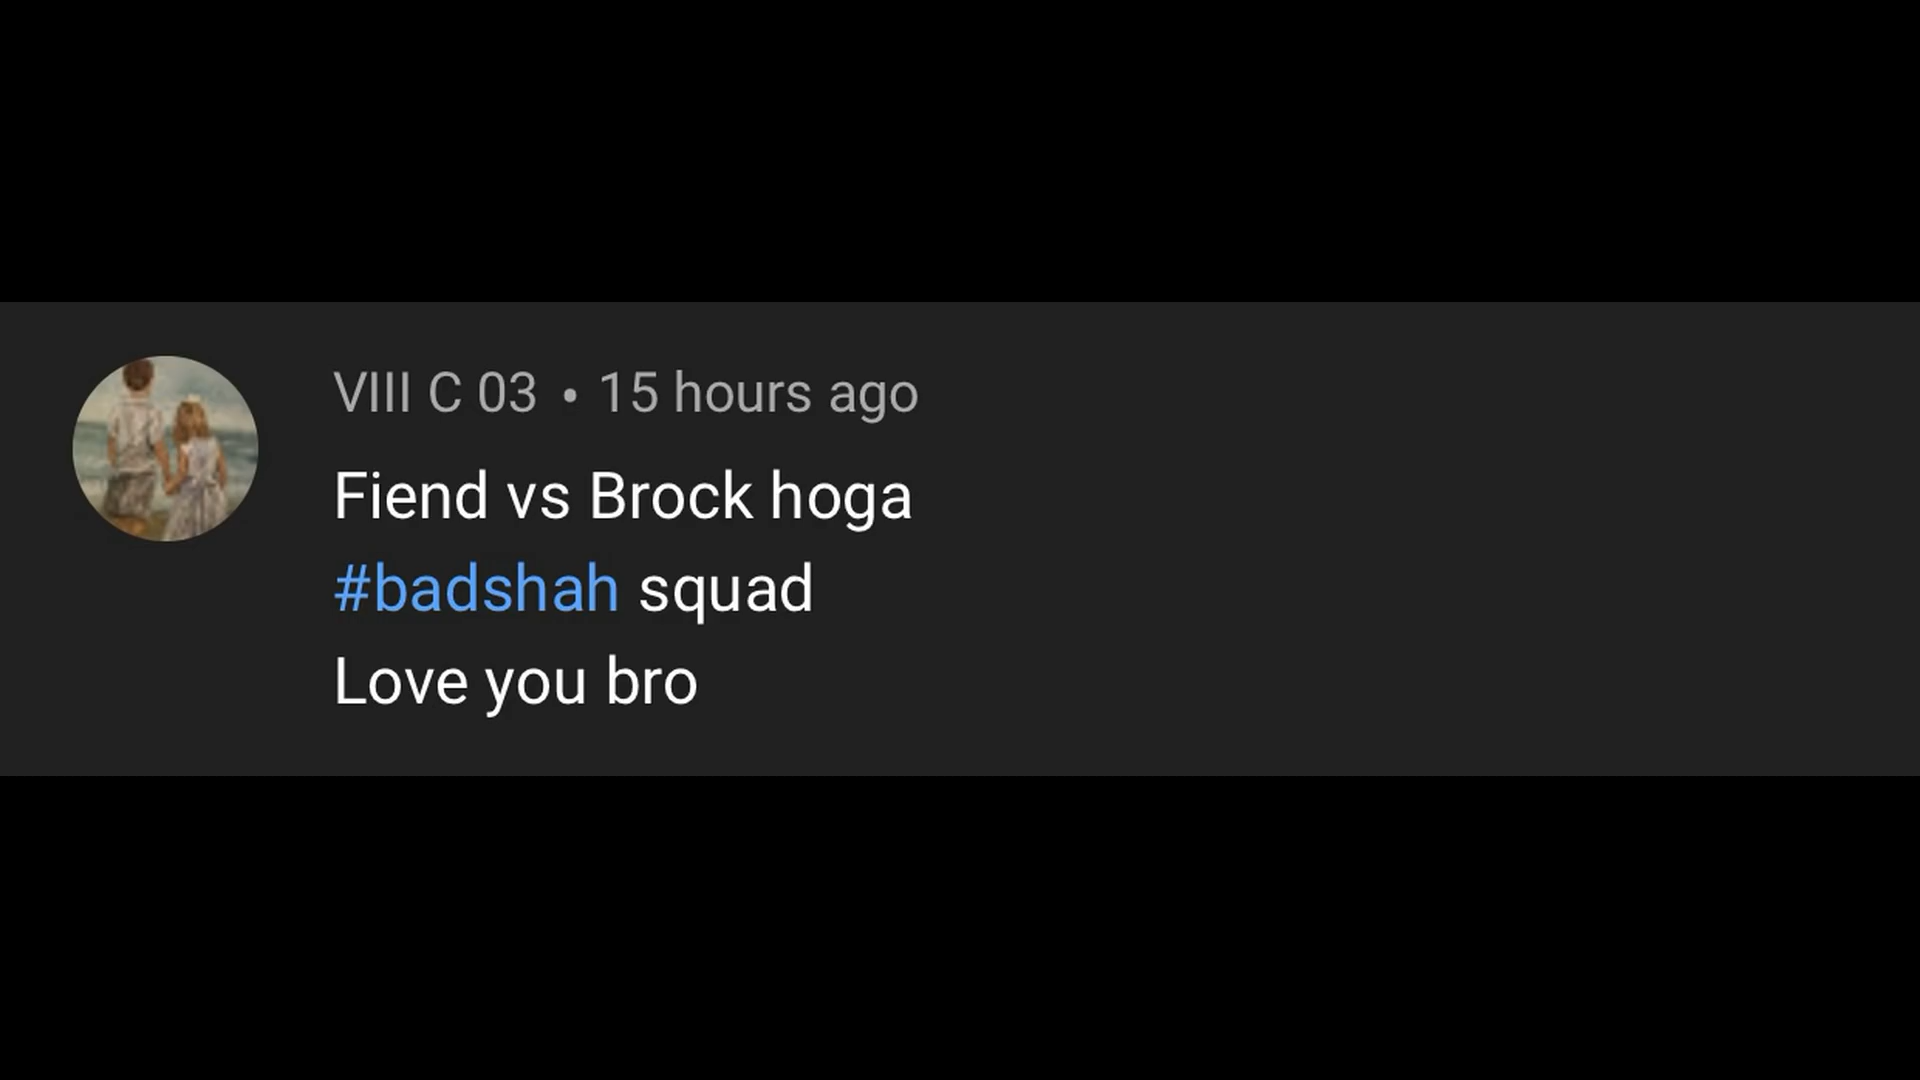 VIII C 03 • 15 hours ago
Fiend vs Brock hoga
#badshah squad
Love you bro